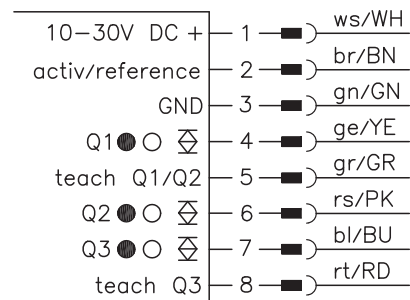 10-30V DC + 1 ws/WH
activ/reference 2 br/BN
GND 3 gn/GN
Q1 4 ge/YE
teach Q1/Q2 5 gr/GR
Q2 6 rs/PK
Q3 7 bl/BU
teach Q3 8 rt/RD